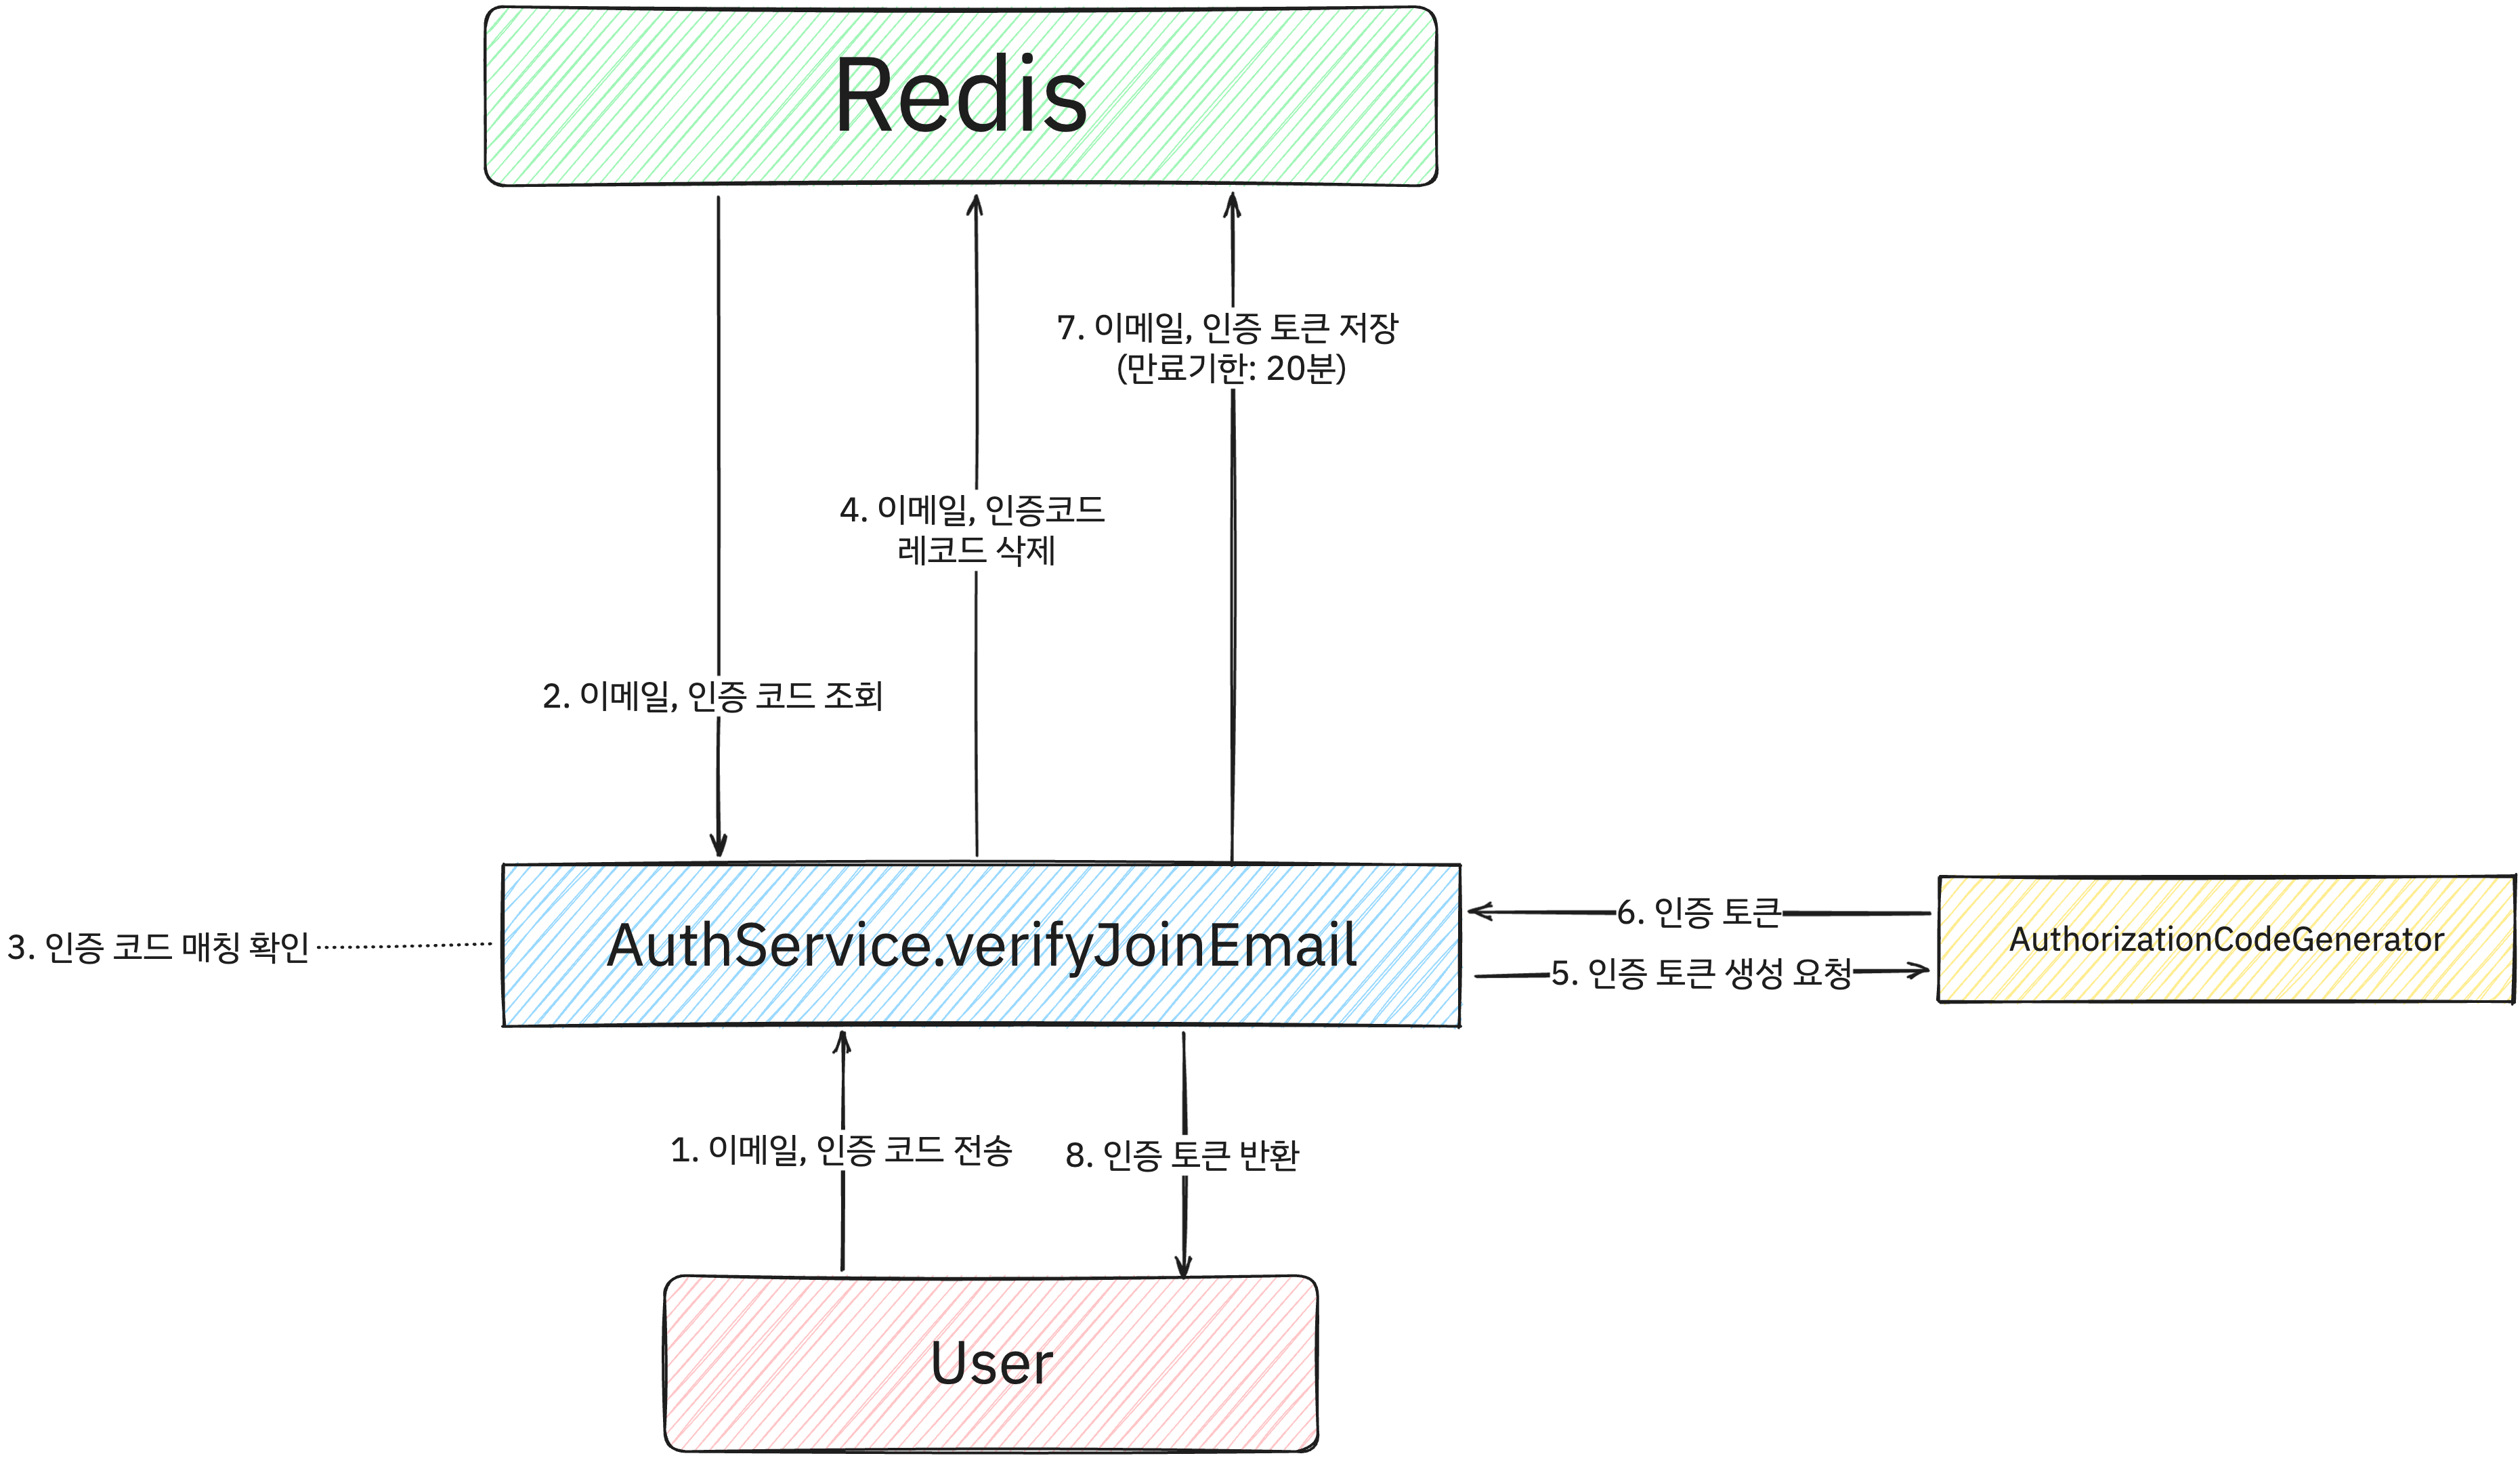 Redis
7. 이메일, 인증 토큰 저장
(만료기한: 20분)
4. 이메일, 인증코드
레코드 삭제
2. 이메일, 인증 코드 조회
3. 인증 코드 매칭 확인
AuthService.verifyJoinEmail
6. 인증 토큰
5. 인증 토큰 생성 요청
AuthorizationCodeGenerator
1. 이메일, 인증 코드 전송
8. 인증 토큰 반환
User